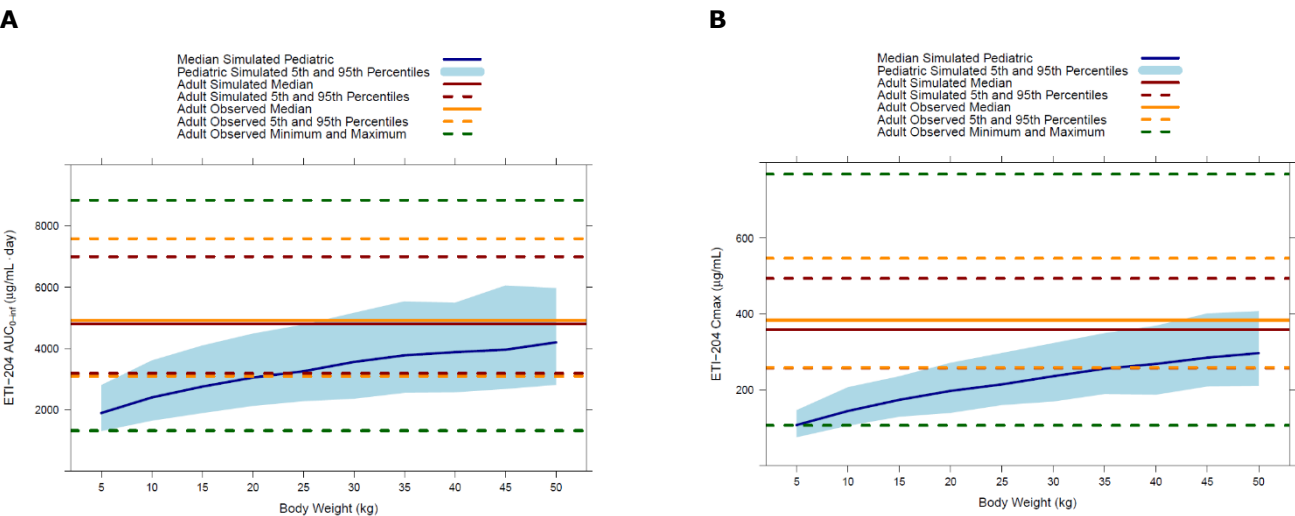 A
Median Simulated Pediatric
Pediatric Simulated 5th and 95th Percentiles
Adult Simulated Median
Adult Simulated 5th and 95th Percentiles
Adult Observed Median
Adult Observed 5th and 95th Percentiles
Adult Observed Minimum and Maximum
ETI−204 AUC0−inf (µg/mL · day)
8000
6000
4000
2000
5 10 15 20 25 30 35 40 45 50
Body Weight (kg)
B
Median Simulated Pediatric
Pediatric Simulated 5th and 95th Percentiles
Adult Simulated Median
Adult Simulated 5th and 95th Percentiles
Adult Observed Median
Adult Observed 5th and 95th Percentiles
Adult Observed Minimum and Maximum
ETI−204 Cmax (µg/mL)
600
400
200
5 10 15 20 25 30 35 40 45 50
Body Weight (kg)